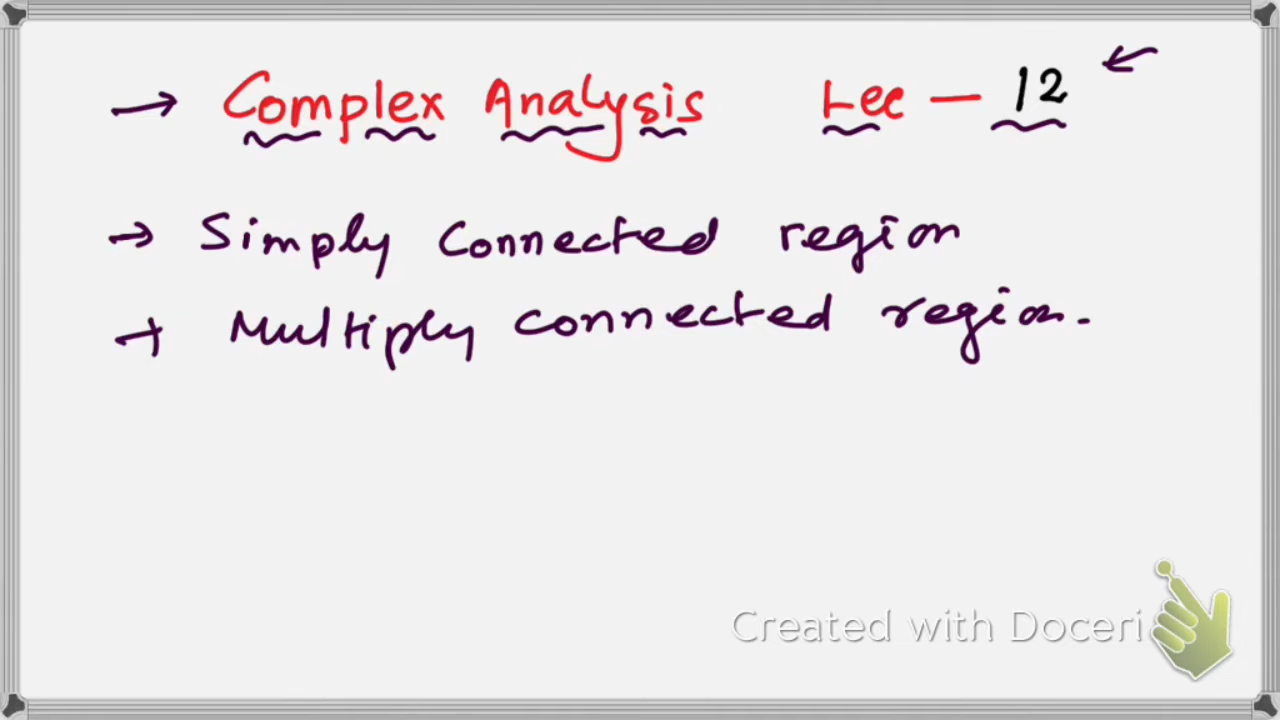 → Complex Analysis Lec - 12 ←
→ Simply Connected region
→ Multiply connected region.
Created with Doceri